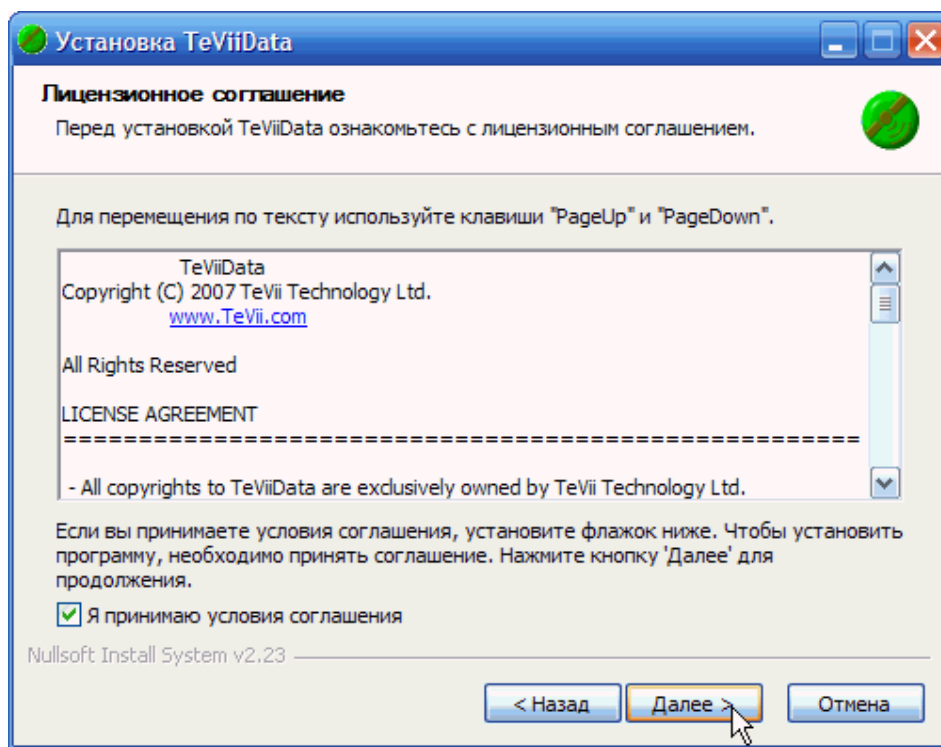 Установка TeViiData
Лицензионное соглашение
Перед установкой TeViiData ознакомьтесь с лицензионным соглашением.
Для перемещения по тексту используйте клавиши "PageUp" и "PageDown".
TeViiData
Copyright (C) 2007 TeVii Technology Ltd.
www.TeVii.com
All Rights Reserved
LICENSE AGREEMENT
=====================================================
- All copyrights to TeViiData are exclusively owned by TeVii Technology Ltd.
Если вы принимаете условия соглашения, установите флажок ниже. Чтобы установить
программу, необходимо принять соглашение. Нажмите кнопку 'Далее' для
продолжения.
Я принимаю условия соглашения
Nullsoft Install System v2.23
< Назад
Далее >
Отмена